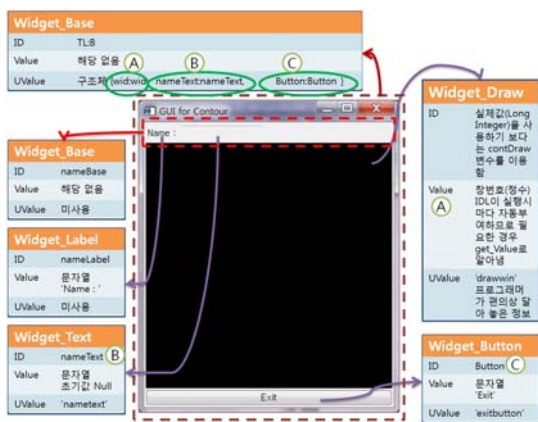 Widget_Base
ID TL:B
Value 해당 없음
UValue 구조체 {wid:wid, nameText:nameText, Button:Button }
A
B
C
GUI for Contour
Name :
Exit
Widget_Base
ID nameBase
Value 해당 없음
UValue 미사용
Widget_Label
ID nameLabel
Value 문자열
'Name : '
UValue 미사용
Widget_Text
ID nameText B
Value 문자열
초기값 Null
UValue 'nametext'
Widget_Draw
ID 실제값(Long
Integer)을 사
용하기 보다
는 contDraw
변수를 이용
함
Value 창번호(정수)
A IDL이 실행시
마다 자동부
여하므로 필
요한 경우
get_Value로
알아냄
UValue 'drawwin'
프로그래머
가 편의상 달
아 놓은 정보
Widget_Button
ID Button C
Value 문자열
'Exit'
UValue 'exitbutton'